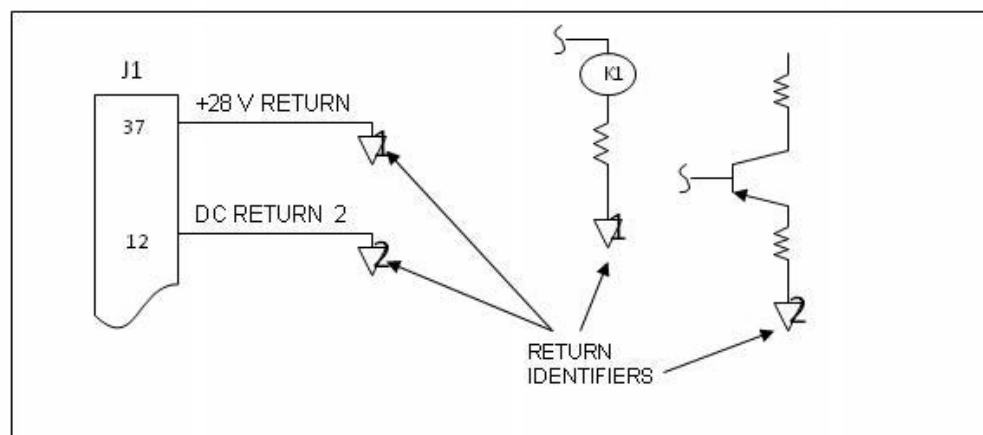 J1
37
+28 V RETURN
1
12
DC RETURN 2
2
K1
1
2
RETURN
IDENTIFIERS